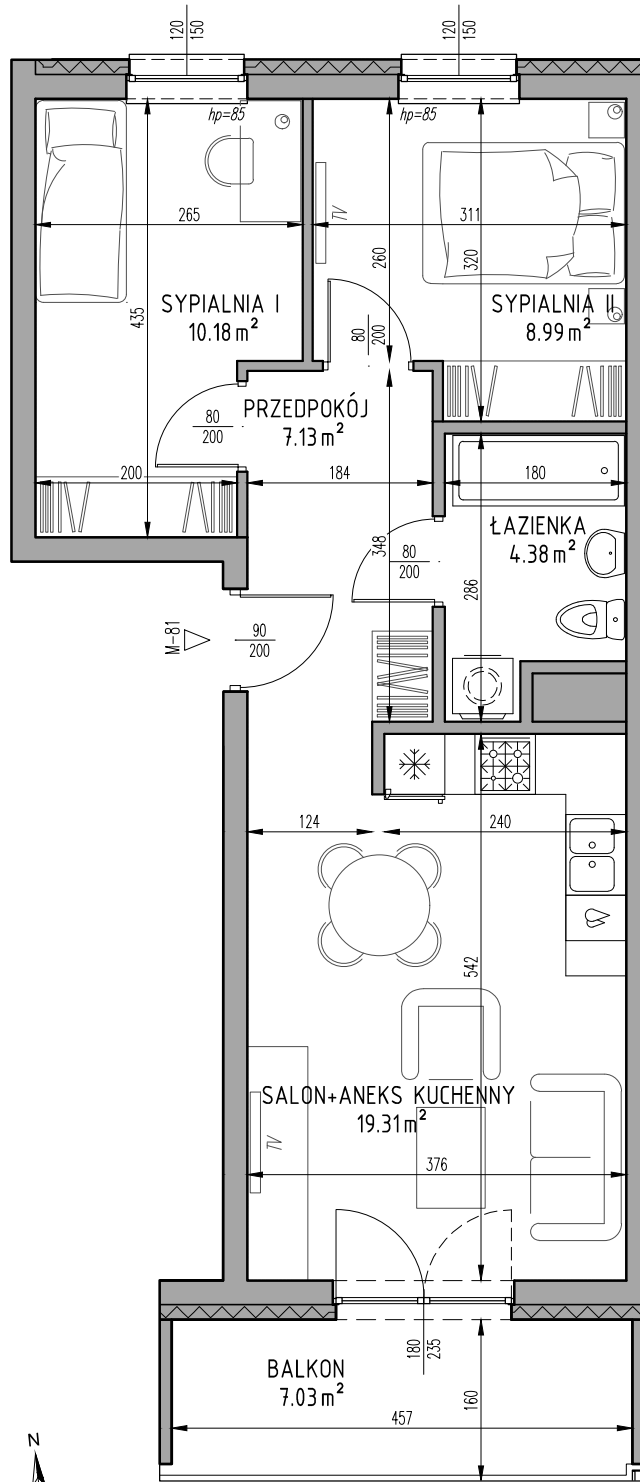 120
150
120
150
hp=85
hp=85
265
TV
311
320
260
435
SYPIALNIA I
10.18 m²
SYPIALNIA II
8.99 m²
80
200
PRZEDPOKÓJ
7.13 m²
80
200
200
184
180
ŁAZIENKA
4.38 m²
348
80
200
286
M-81
90
200
124
240
542
SALON+ANEKS KUCHENNY
19.31 m²
TV
376
BALKON
7.03 m²
180
235
160
457
N